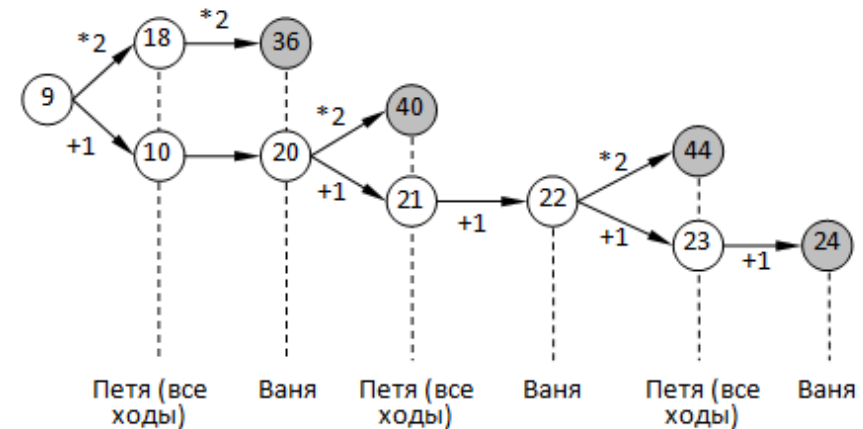 *2 18 *2 36
9 *2 40
+1 10 20 *2 44
+1 21 +1 22
+1 23 +1 24
Петя (все ходы) Ваня Петя (все ходы) Ваня Петя (все ходы) Ваня